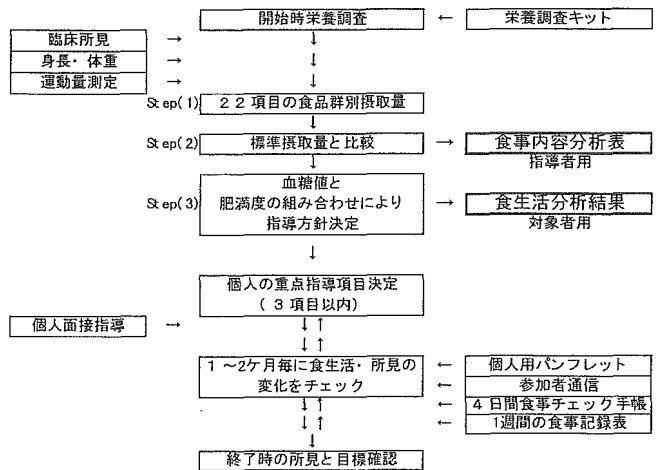 開始時栄養調査 ← 栄養調査キット
臨床所見 → ↓
身長・体重 → ↓
運動量測定 → ↓
Step(1) 22項目の食品群別摂取量
↓
Step(2) 標準摂取量と比較 → 食事内容分析表
↓ 指導者用
Step(3) 血糖値と
肥満度の組み合わせにより → 食生活分析結果
指導方針決定 対象者用
↓
個人の重点指導項目決定
(3項目以内)
個人面接指導 → ↓↑
↓↑
1～2ケ月毎に食生活・所見の ← 個人用パンフレット
変化をチェック ← 参加者通信
↓↑ ← 4日間食事チェック手帳
↓↑ ← 1週間の食事記録表
終了時の所見と目標確認